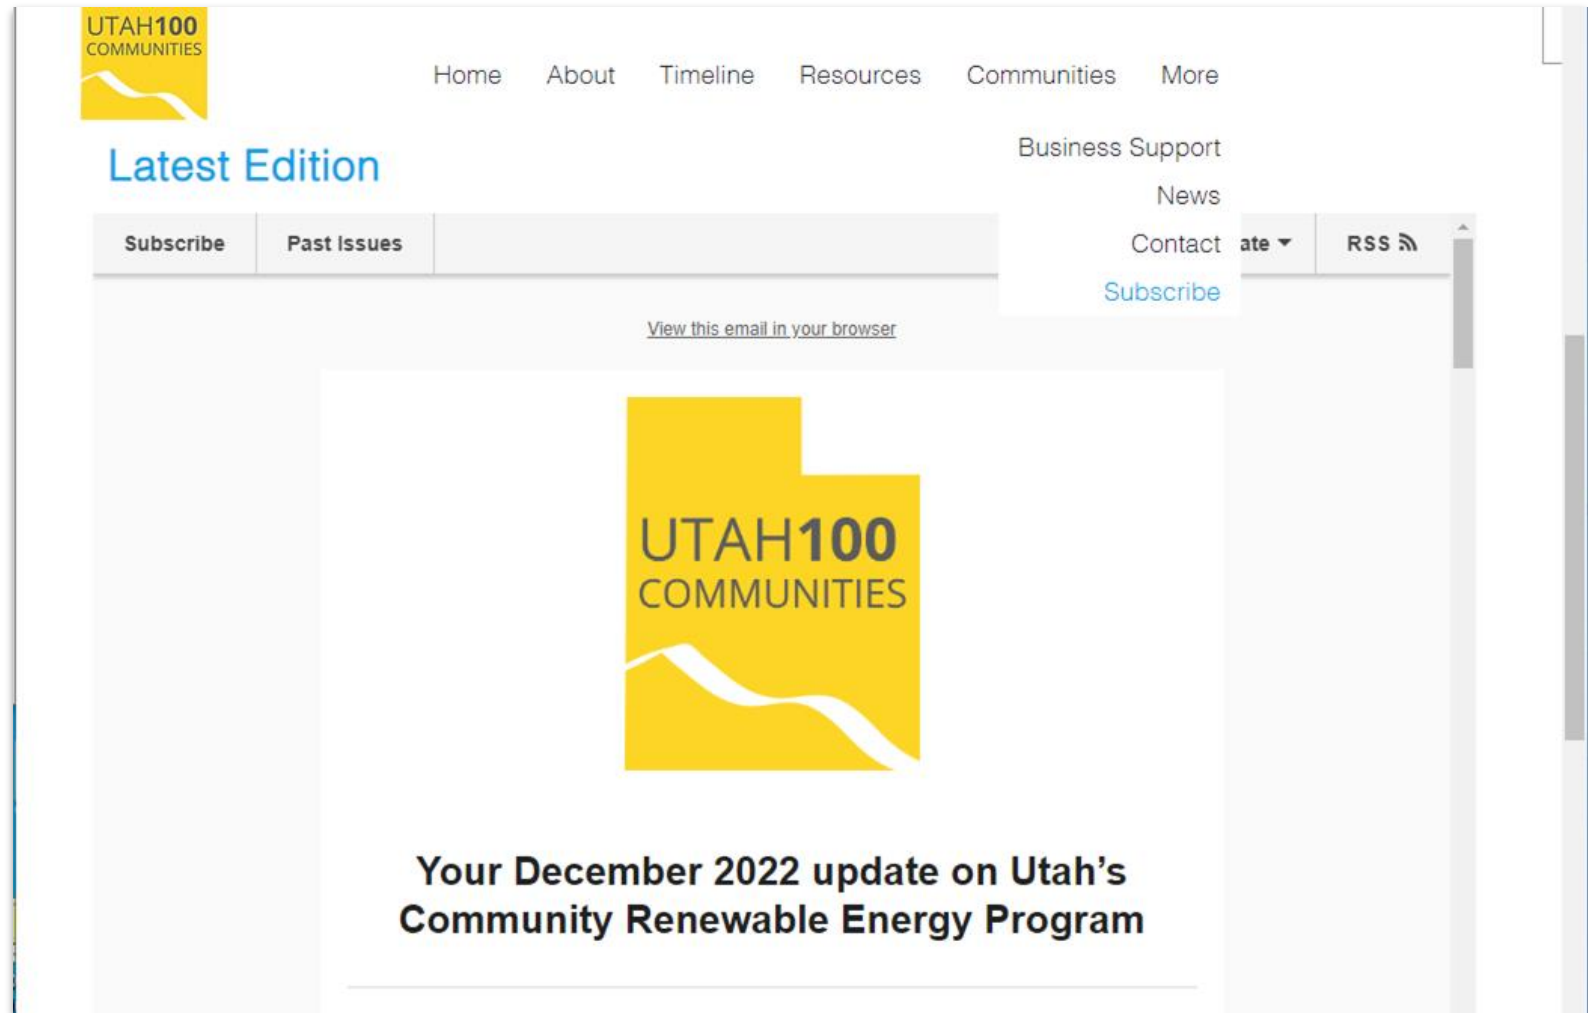 UTAH100
COMMUNITIES
Home About Timeline Resources Communities More
Business Support
News
Contact
Subscribe
Latest Edition
Subscribe Past Issues ate RSS
View this email in your browser
UTAH100
COMMUNITIES
Your December 2022 update on Utah’s
Community Renewable Energy Program